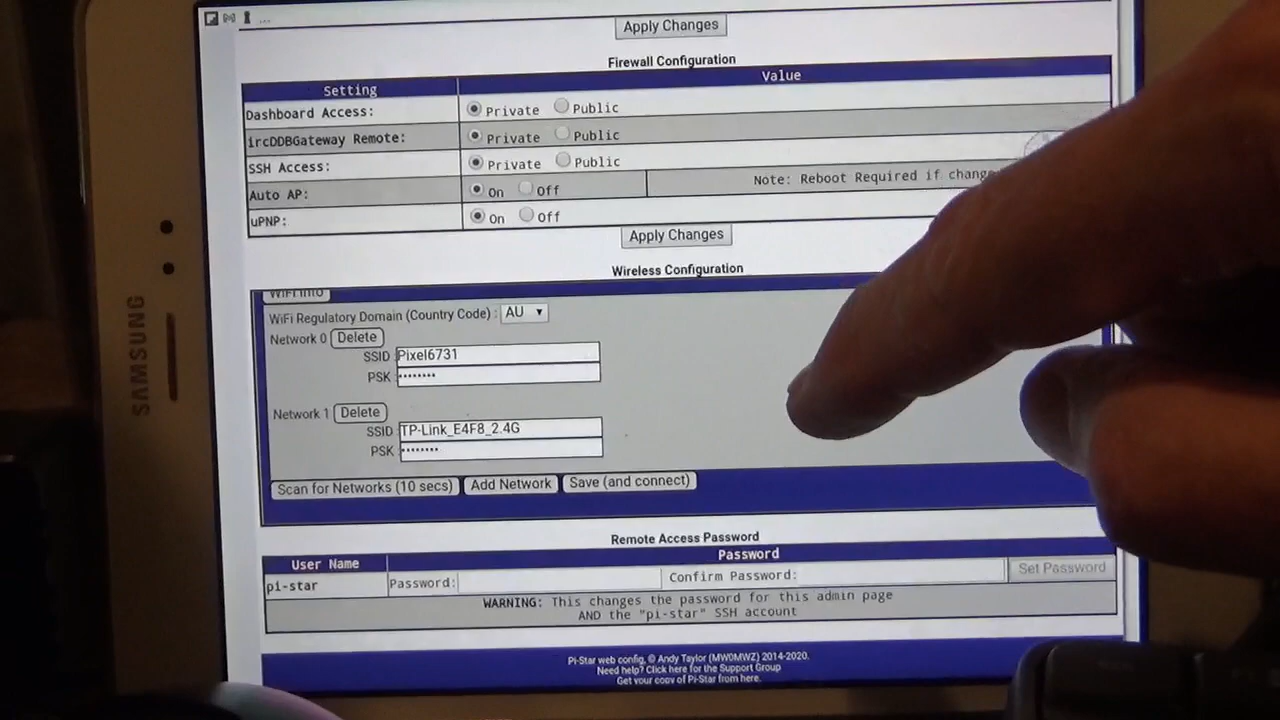 ...
Apply Changes
Firewall Configuration
Setting Value
Dashboard Access: Private Public
ircDDBGateway Remote: Private Public
SSH Access: Private Public
Auto AP: On Off Note: Reboot Required if
uPNP: On Off
Apply Changes
Wireless Configuration
WiFi Info
WiFi Regulatory Domain (Country Code) : AU
Network 0 Delete
SSID Pixel6731
PSK ········
Network 1 Delete
SSID TP-Link_E4F8_2.4G
PSK ········
Scan for Networks (10 secs) Add Network Save (and connect)
Remote Access Password
User Name Password
pi-star Password: Confirm Password: Set Password
WARNING: This changes the password for this admin page
AND the "pi-star" SSH account
Pi-Star web config, © Andy Taylor (MW0MWZ) 2014-2020.
Need help? Click here for the Support Group
Get your copy of Pi-Star from here.
SAMSUNG